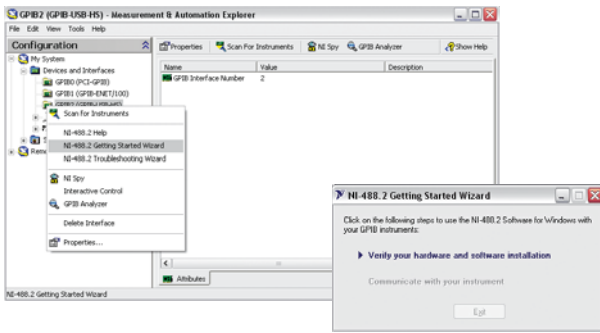 GPIB2 (GPIB-USB-HS) - Measurement & Automation Explorer
File Edit View Tools Help
Configuration
Properties Scan For Instruments NI Spy GPIB Analyzer Show Help
My System
Devices and Interfaces
GPIB0 (PCI-GPIB)
GPIB1 (GPIB-ENET/100)
GPIB2 (GPIB-USB-HS)
Name Value Description
GPIB Interface Number 2
Scan for Instruments
NI-488.2 Help
NI-488.2 Getting Started Wizard
NI-488.2 Troubleshooting Wizard
NI Spy
Interactive Control
GPIB Analyzer
Delete Interface
Properties...
Attributes
NI-488.2 Getting Started Wizard
NI-488.2 Getting Started Wizard
Click on the following steps to use the NI-488.2 Software for Windows with
your GPIB instruments:
Verify your hardware and software installation
Communicate with your instrument
Exit